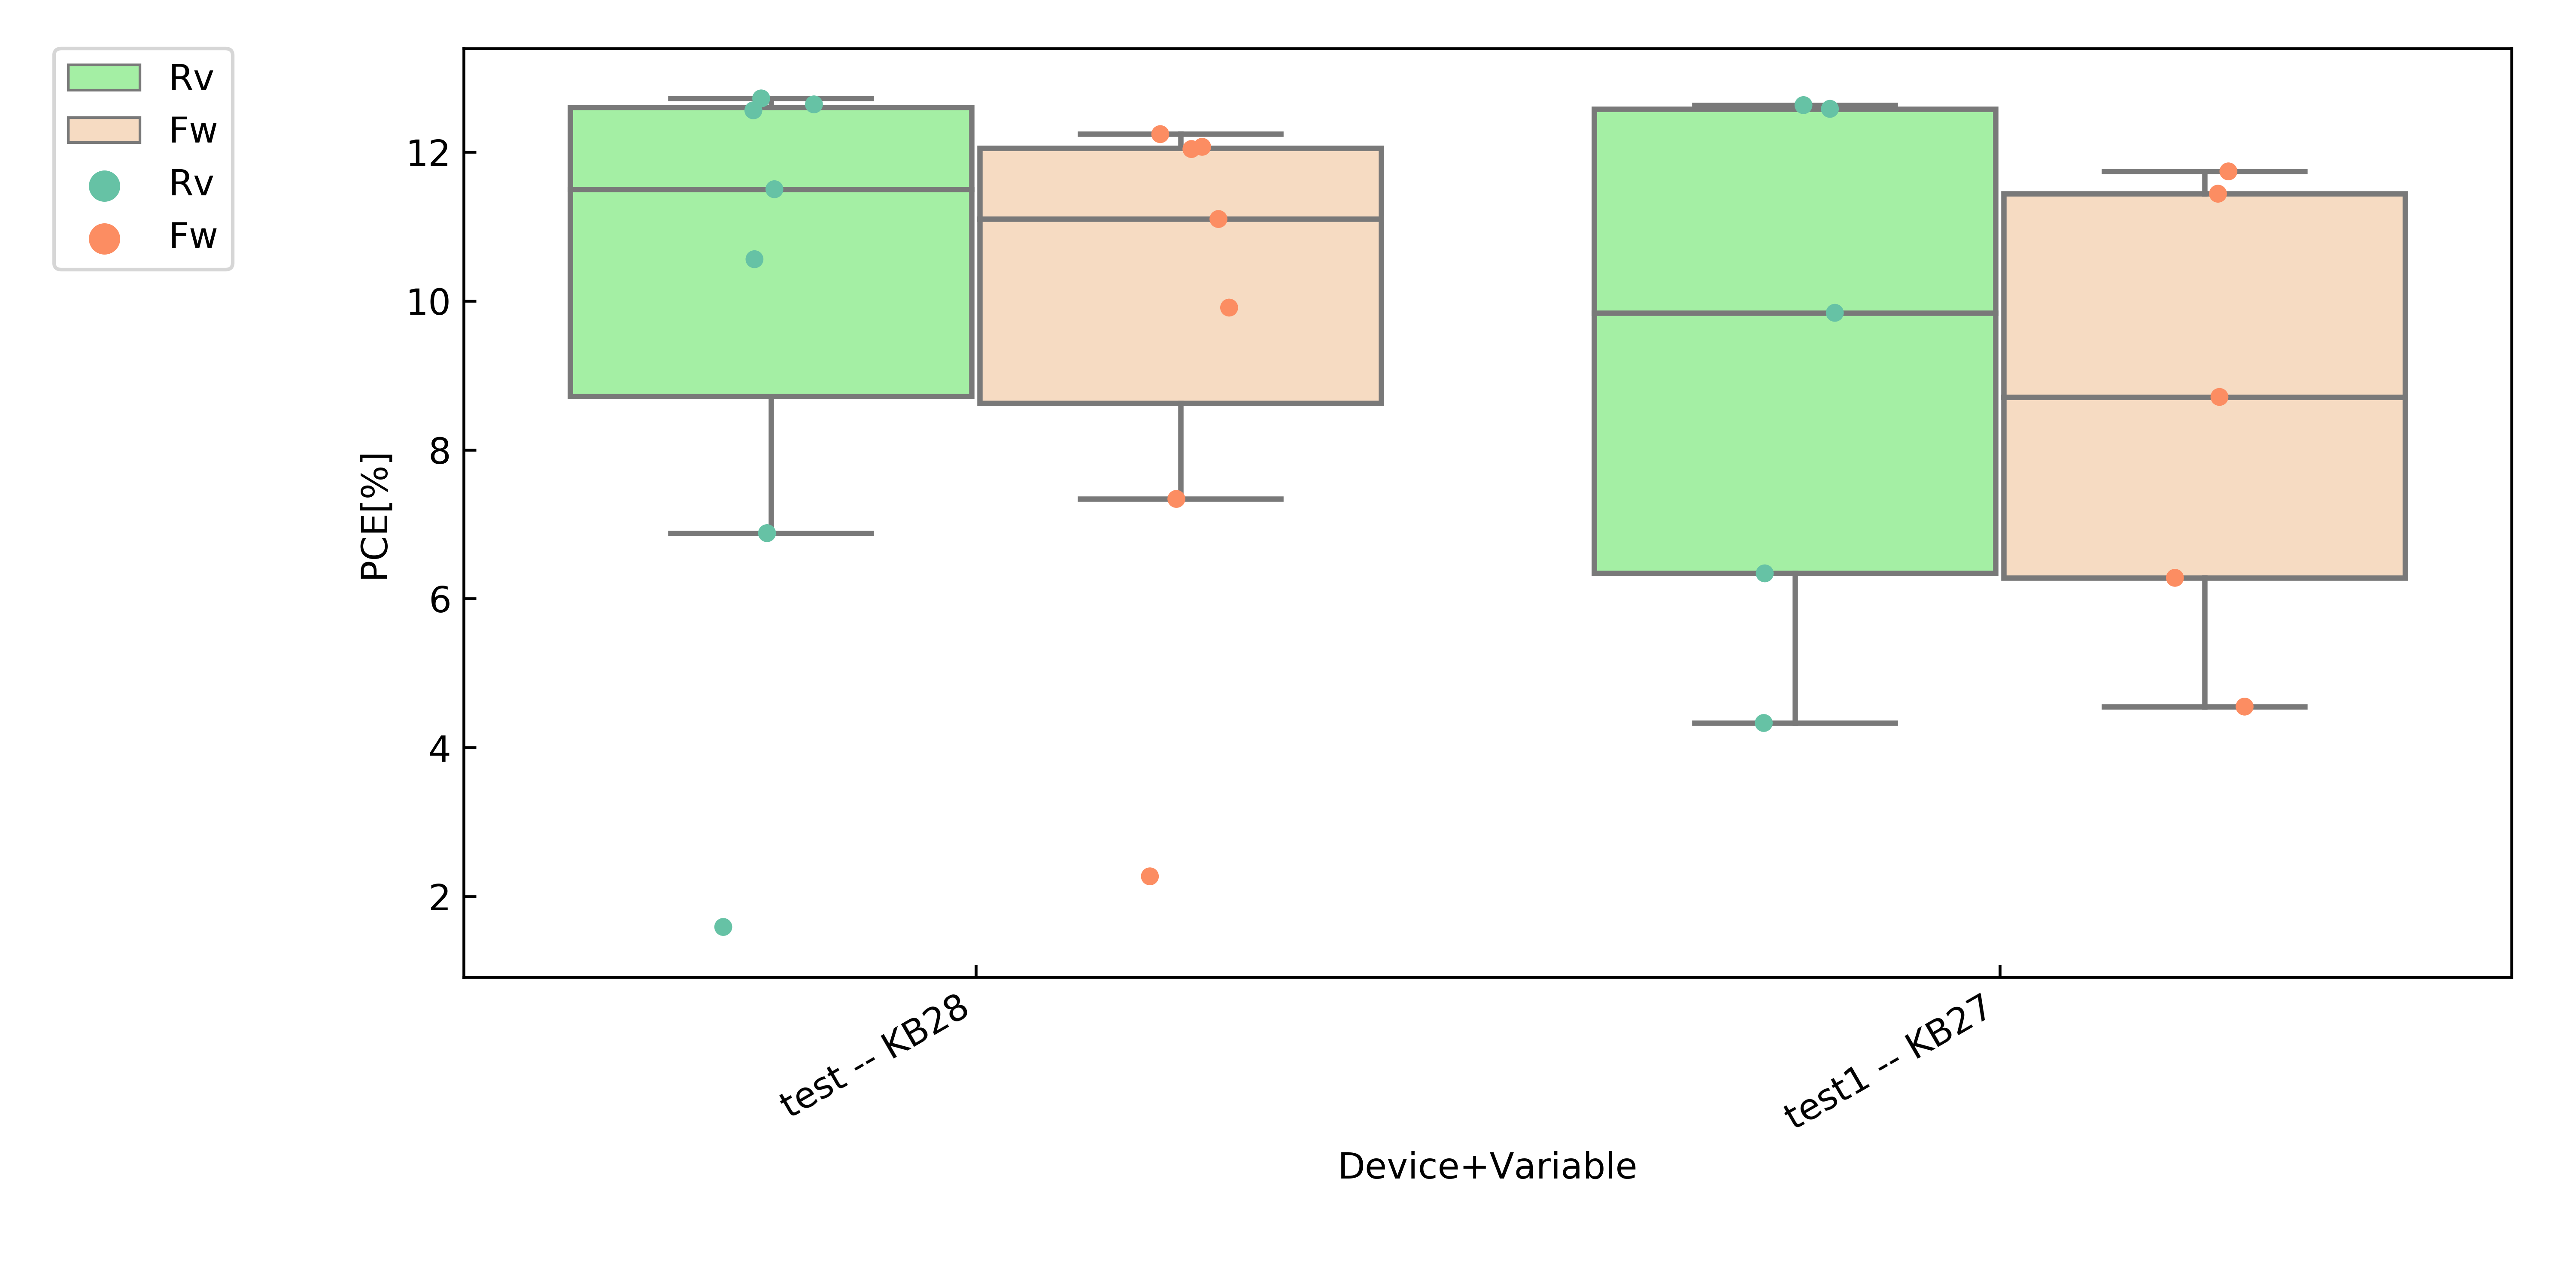 Rv
Fw
Rv
Fw
12
10
8
6
4
2
PCE[%]
test -- KB28
test1 -- KB27
Device+Variable